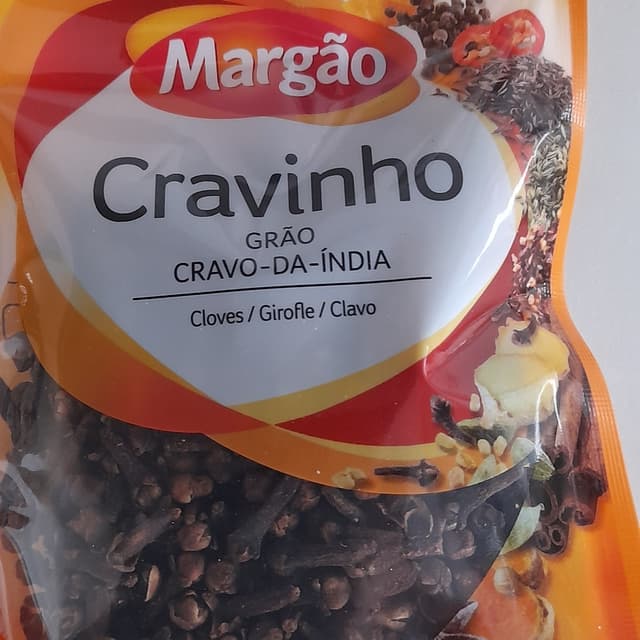 Margão
Cravinho
GRÃO
CRAVO-DA-ÍNDIA
Cloves / Girofle / Clavo